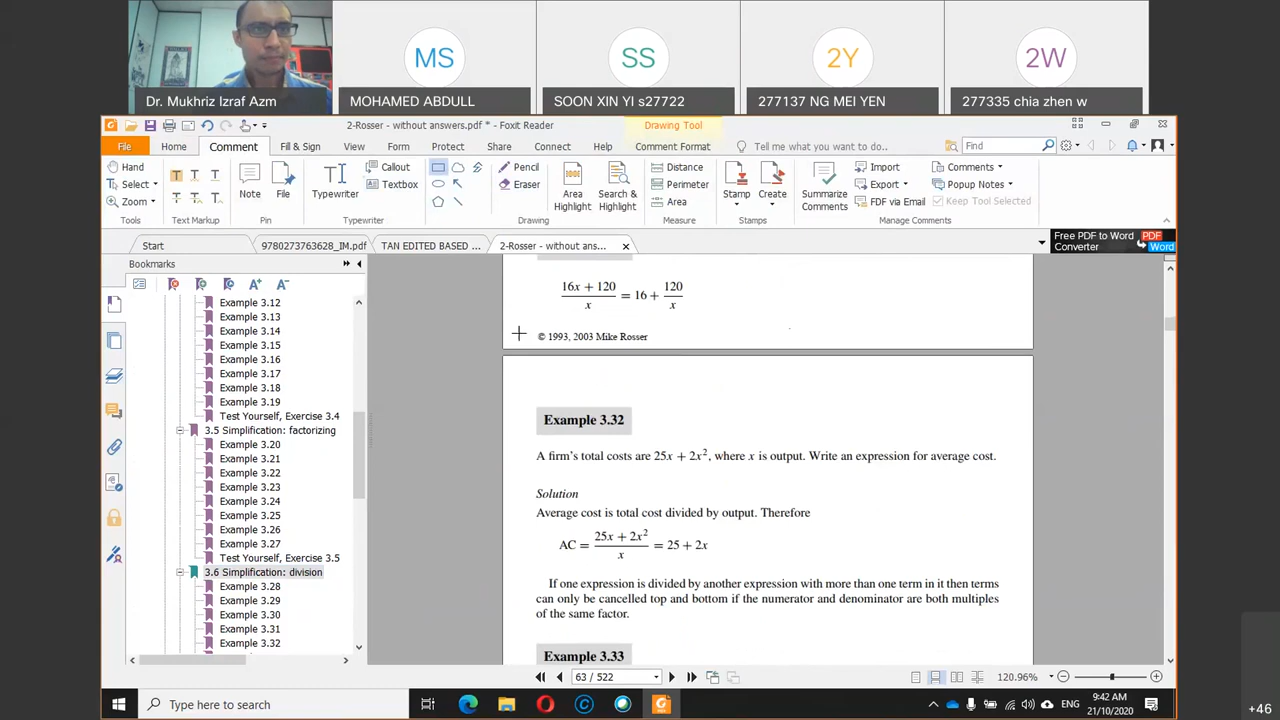 MS
SS
2Y
2W
Dr. Mukhriz Izraf Azm
MOHAMED ABDULL
SOON XIN YI s27722
277137 NG MEI YEN
277335 chia zhen w
2-Rosser - without answers.pdf * - Foxit Reader
Drawing Tool
File
Home
Comment
Fill & Sign
View
Form
Protect
Share
Connect
Help
Comment Format
Tell me what you want to do..
Find
Hand
Select
Zoom
Tools
Text Markup
Note
File
Pin
Typewriter
Callout
Textbox
Typewriter
Pencil
Eraser
Drawing
Area
Highlight
Search &
Highlight
Distance
Perimeter
Area
Measure
Stamp
Create
Stamps
Summarize
Comments
Import
Export
FDF via Email
Comments
Popup Notes
Keep Tool Selected
Manage Comments
Start
9780273763628_IM.pdf
TAN EDITED BASED ...
2-Rosser - without ans...
Free PDF to Word
Converter
PDF
Word
Bookmarks
Example 3.12
Example 3.13
Example 3.14
Example 3.15
Example 3.16
Example 3.17
Example 3.18
Example 3.19
Test Yourself, Exercise 3.4
3.5 Simplification: factorizing
Example 3.20
Example 3.21
Example 3.22
Example 3.23
Example 3.24
Example 3.25
Example 3.26
Example 3.27
Test Yourself, Exercise 3.5
3.6 Simplification: division
Example 3.28
Example 3.29
Example 3.30
Example 3.31
Example 3.32
16x + 120 / x = 16 + 120 / x
© 1993, 2003 Mike Rosser
Example 3.32
A firm's total costs are 25x + 2x², where x is output. Write an expression for average cost.
Solution
Average cost is total cost divided by output. Therefore
AC = 25x + 2x² / x = 25 + 2x
If one expression is divided by another expression with more than one term in it then terms
can only be cancelled top and bottom if the numerator and denominator are both multiples
of the same factor.
Example 3.33
63 / 522
120.96%
Type here to search
ENG
9:42 AM
21/10/2020
+46